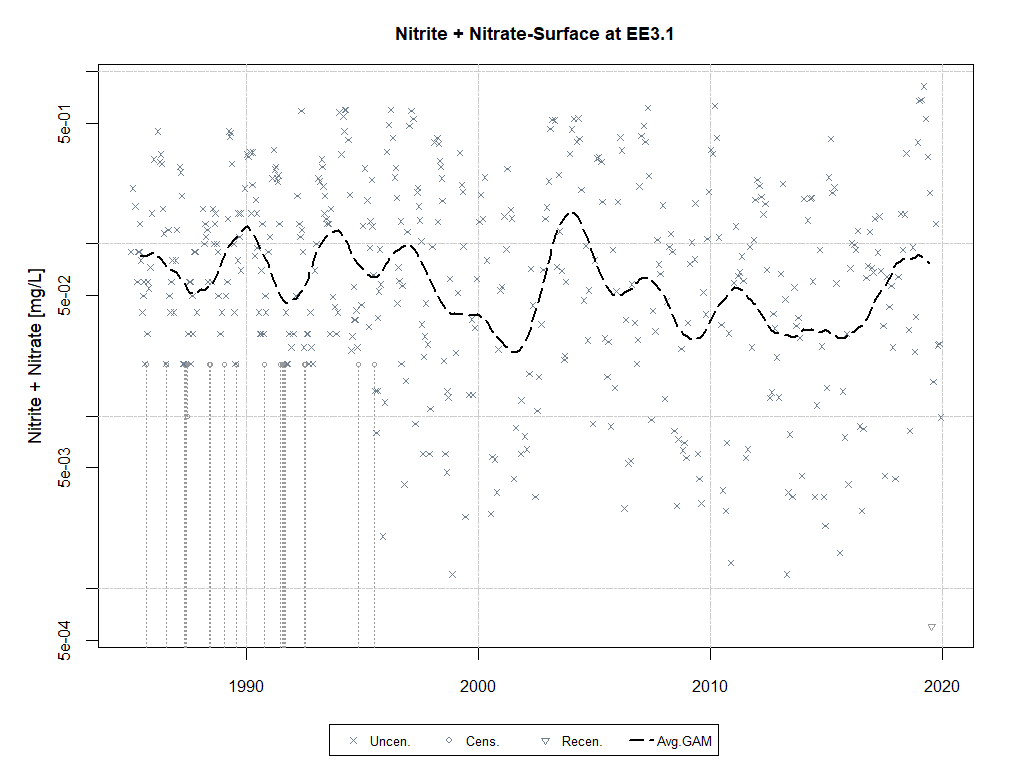 Nitrite + Nitrate-Surface at EE3.1
Nitrite + Nitrate [mg/L]
5e-01
5e-02
5e-03
5e-04
1990 2000 2010 2020
Uncen. Cens. Recen. Avg.GAM